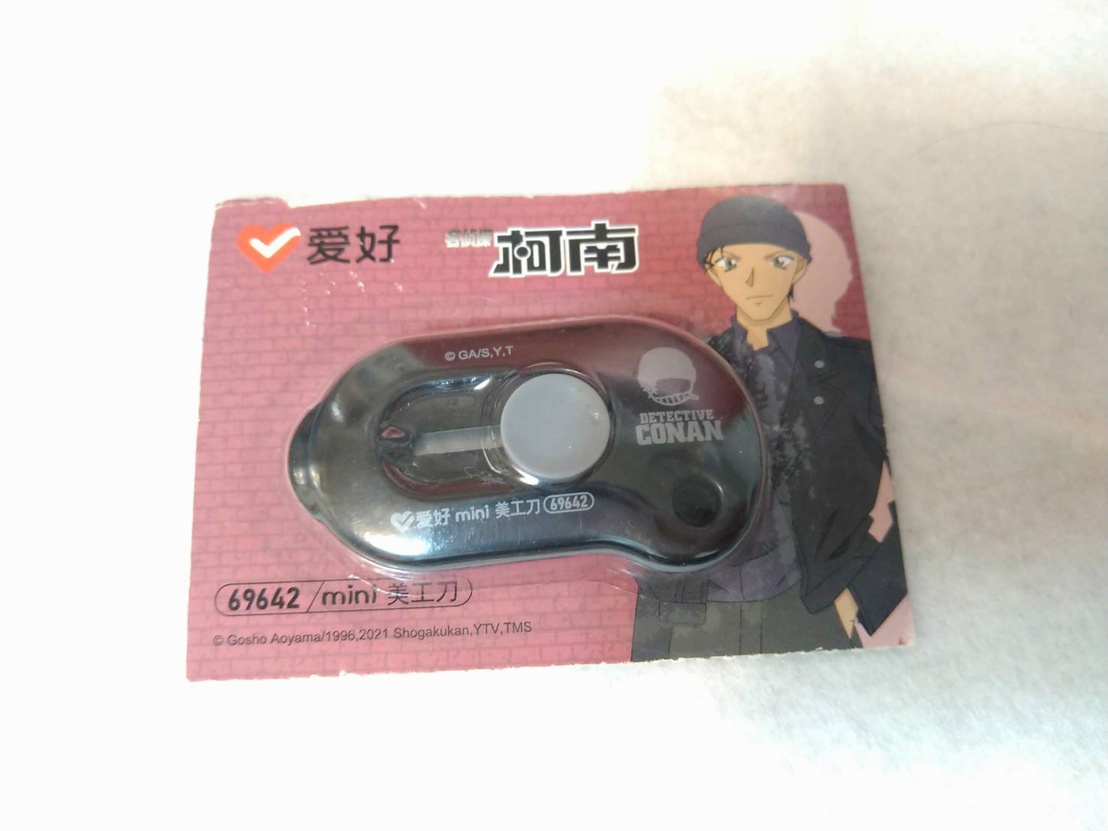 爱好
名侦探 柯南
© GA/S,Y,T
DETECTIVE
CONAN
爱好 mini 美工刀 69642
69642/mini 美工刀
© Gosho Aoyama/1996,2021 Shogakukan,YTV,TMS